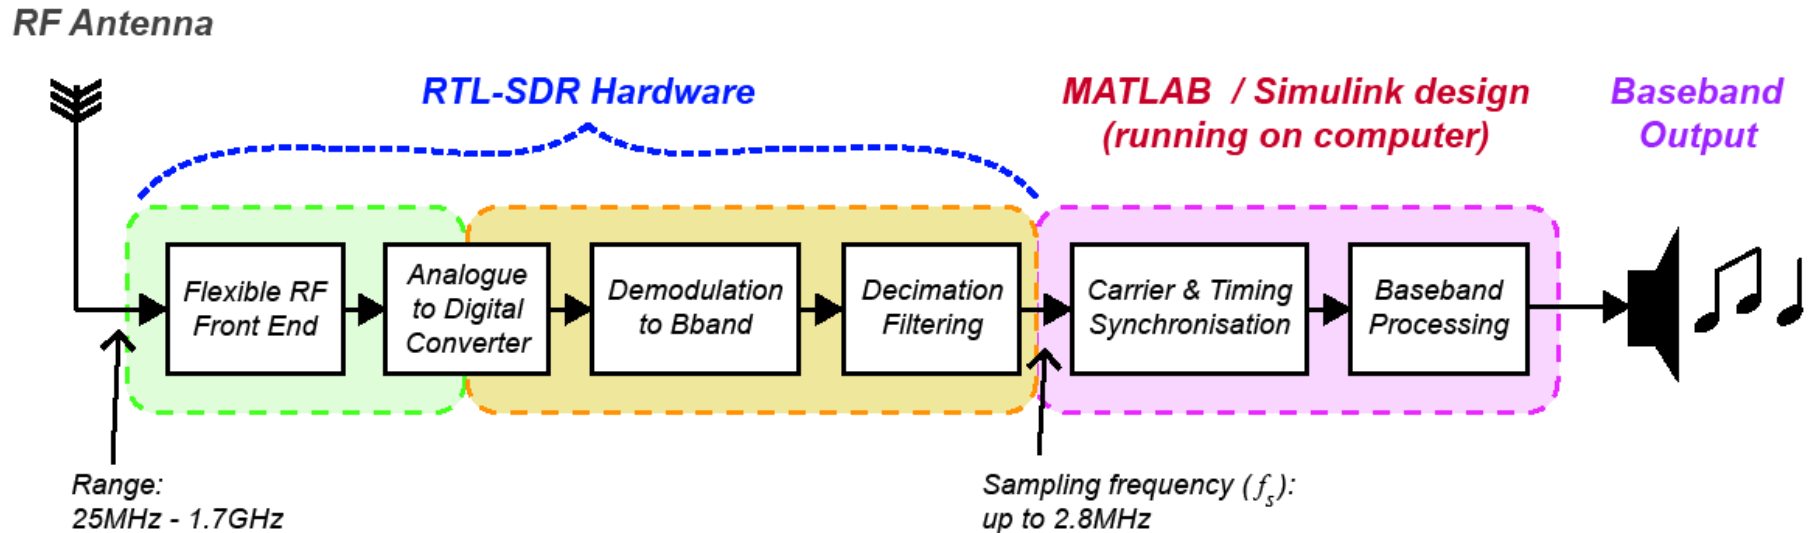 RF Antenna
RTL-SDR Hardware
MATLAB / Simulink design
(running on computer)
Baseband
Output
Flexible RF
Front End
Analogue
to Digital
Converter
Demodulation
to Bband
Decimation
Filtering
Carrier & Timing
Synchronisation
Baseband
Processing
Range:
25MHz - 1.7GHz
Sampling frequency (fs):
up to 2.8MHz